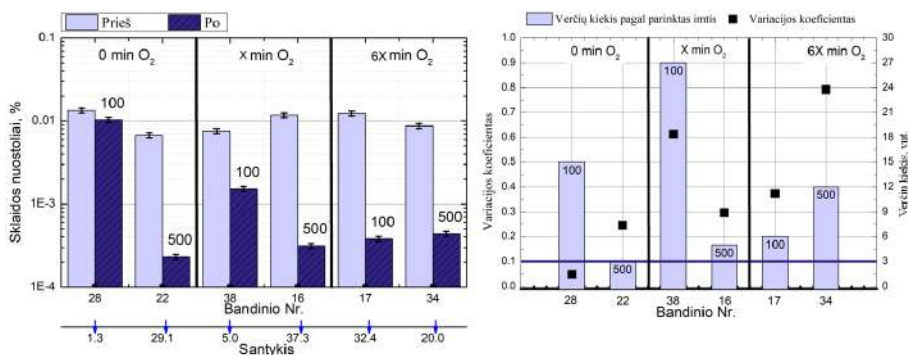 Prieš Po
0 min O2 X min O2 6X min O2
0.1
0.01
1E-3
1E-4
Skliados nuostoliai, %
100
500
100
500
100
500
28 22 38 16 17 34
Bandinio Nr.
1.3 29.1 5.0 37.3 32.4 20.0
Santykis
Verčių kiekis pagal parinktas imtis Variacijos koeficientas
0 min O2 X min O2 6X min O2
1.0
0.9
0.8
0.7
0.6
0.5
0.4
0.3
0.2
0.1
0.0
Variacijos koeficientas
30
27
24
21
18
15
12
9
6
3
0
Verčių kiekis, vnt.
100
500
100
500
100
500
28 22 38 16 17 34
Bandinio Nr.